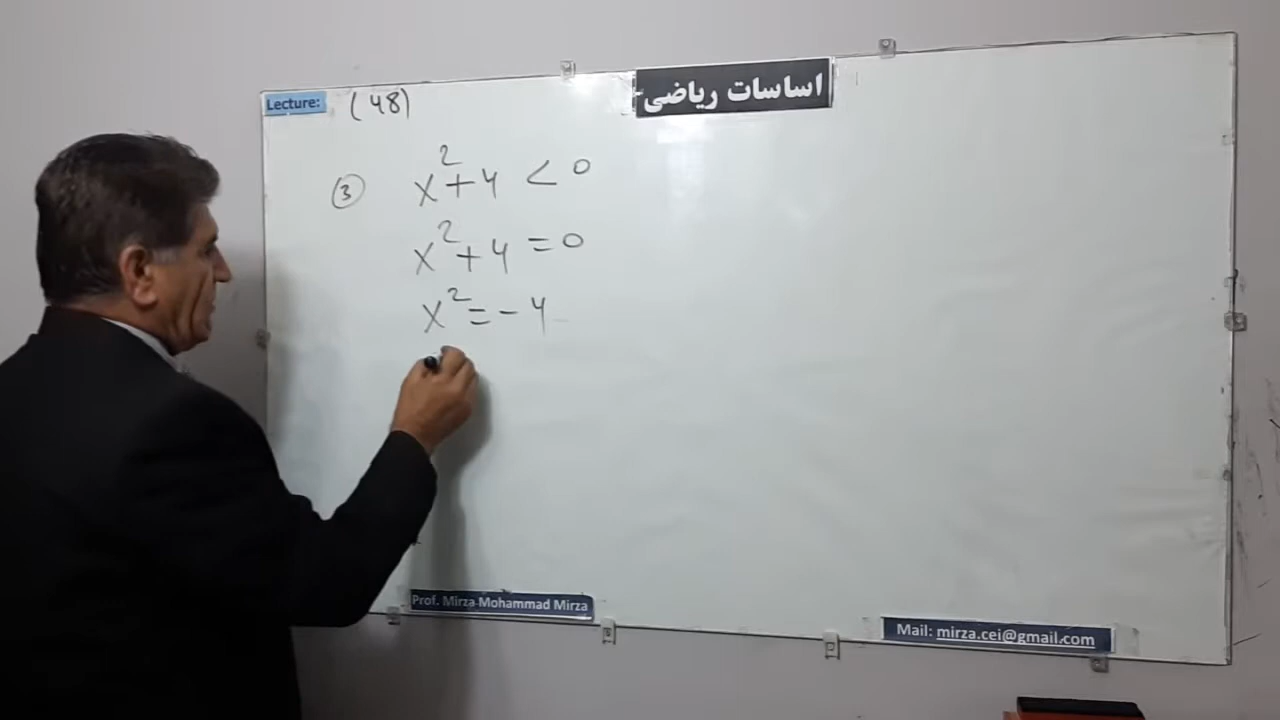 اساسات ریاضی
Lecture: (48)
③ x²+4 < 0
x²+4 = 0
x² = -4
Prof. Mirza Mohammad Mirza
Mail: mirza.cei@gmail.com